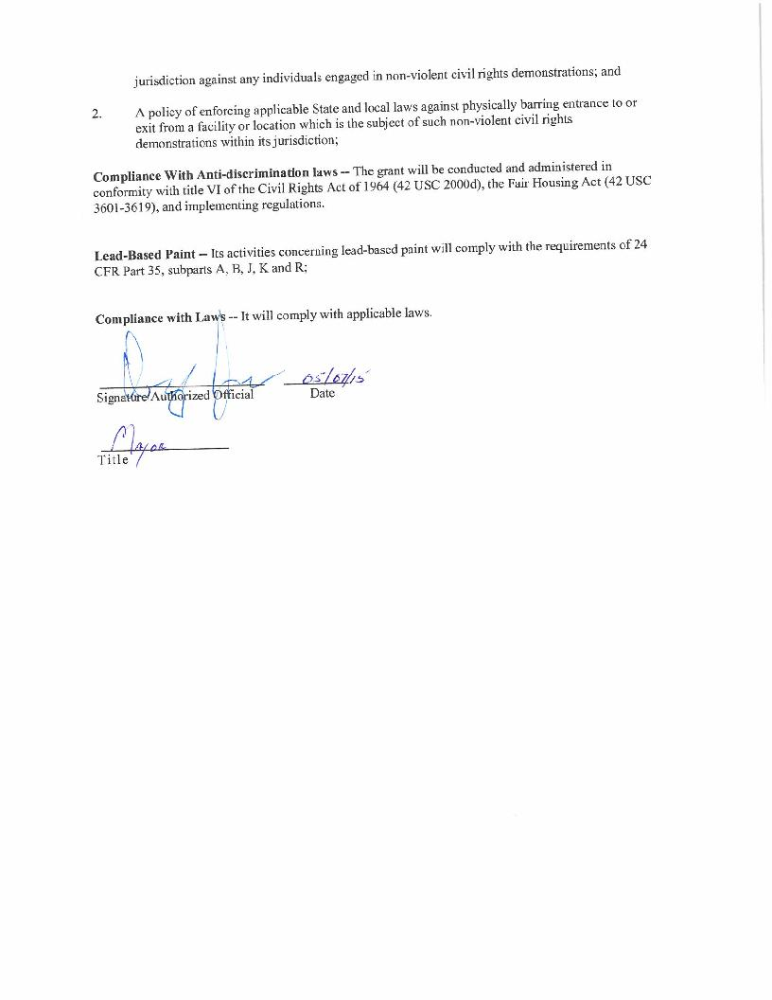 jurisdiction against any individuals engaged in non-violent civil rights demonstrations; and
2. A policy of enforcing applicable State and local laws against physically barring entrance to or
exit from a facility or location which is the subject of such non-violent civil rights
demonstrations within its jurisdiction;
Compliance With Anti-discrimination laws -- The grant will be conducted and administered in
conformity with title VI of the Civil Rights Act of 1964 (42 USC 2000d), the Fair Housing Act (42 USC
3601-3619), and implementing regulations.
Lead-Based Paint -- Its activities concerning lead-based paint will comply with the requirements of 24
CFR Part 35, subparts A, B, J, K and R;
Compliance with Laws -- It will comply with applicable laws.
05/07/15
Signature/Authorized Official Date
Mayor
Title